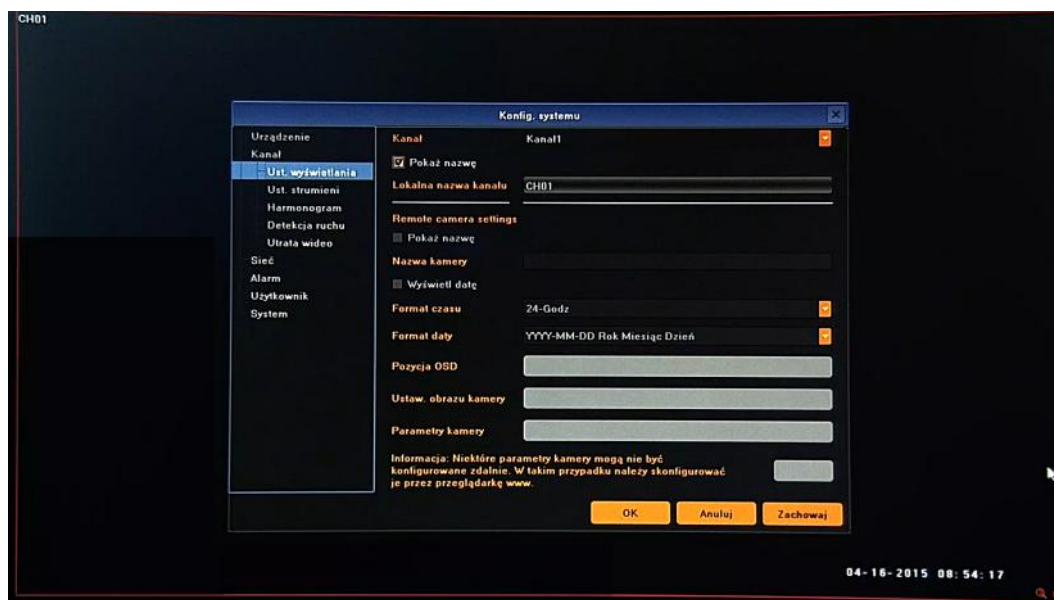 CH01
Konfig. systemu
Urządzenie
Kanał
Ust. wyświetlania
Ust. strumieni
Harmonogram
Detekcja ruchu
Utrata wideo
Sieć
Alarm
Użytkownik
System
Kanał Kanał1
Pokaż nazwę
Lokalna nazwa kanału CH01
Remote camera settings
Pokaż nazwę
Nazwa kamery
Wyświetl datę
Format czasu 24-Godz
Format daty YYYY-MM-DD Rok Miesiąc Dzień
Pozycja OSD
Ustaw. obrazu kamery
Parametry kamery
Informacja: Niektóre parametry kamery mogą nie być
konfigurowane zdalnie. W takim przypadku należy skonfigurować
je przez przeglądarkę www.
OK Anuluj Zachowaj
04-16-2015 08:54:17